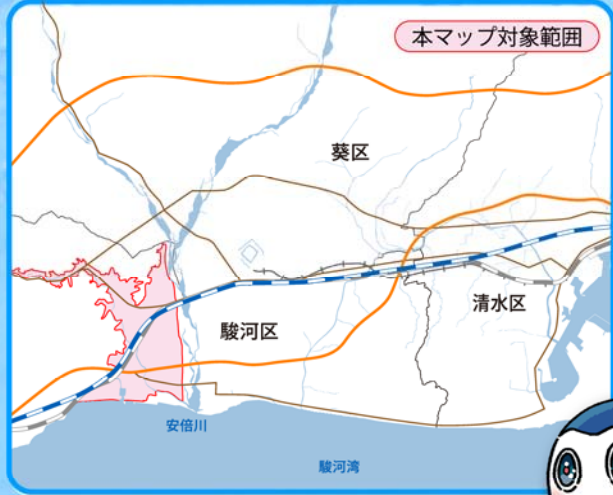 本マップ対象範囲
葵区
清水区
駿河区
安倍川
駿河湾